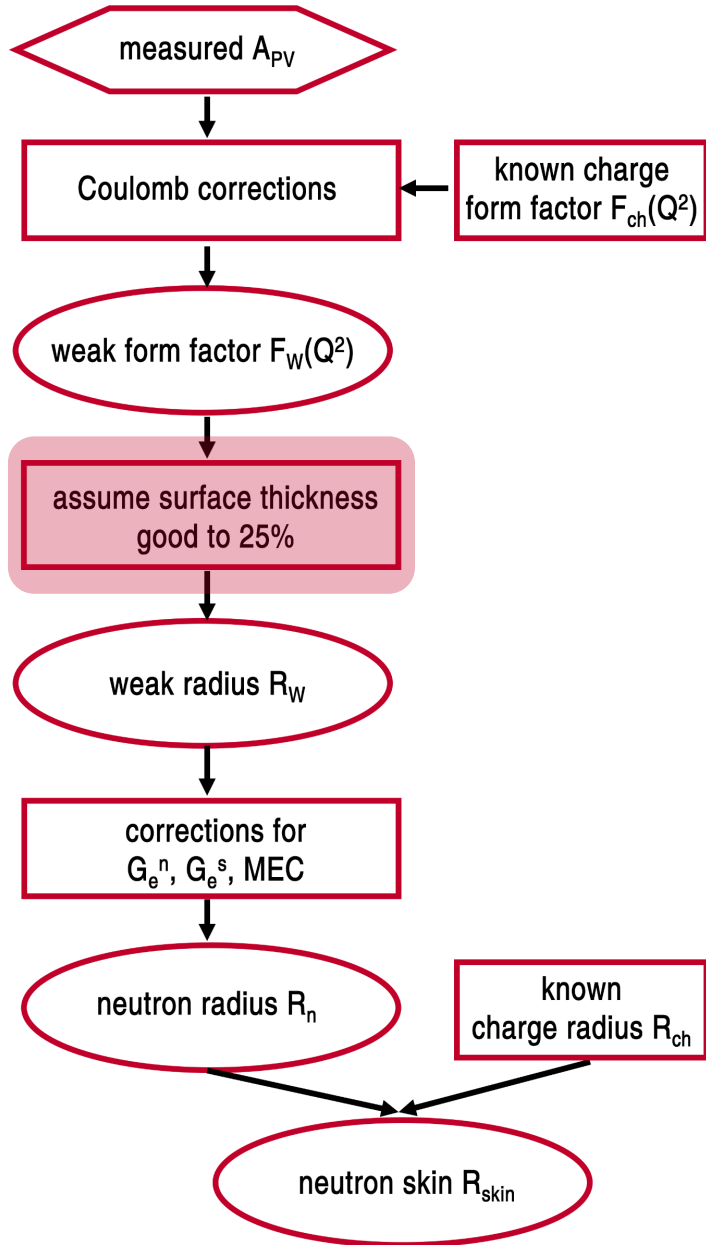 measured A_PV
Coulomb corrections
known charge
form factor F_ch(Q²)
weak form factor F_W(Q²)
assume surface thickness
good to 25%
weak radius R_W
corrections for
G_e^n, G_e^s, MEC
neutron radius R_n
known
charge radius R_ch
neutron skin R_skin